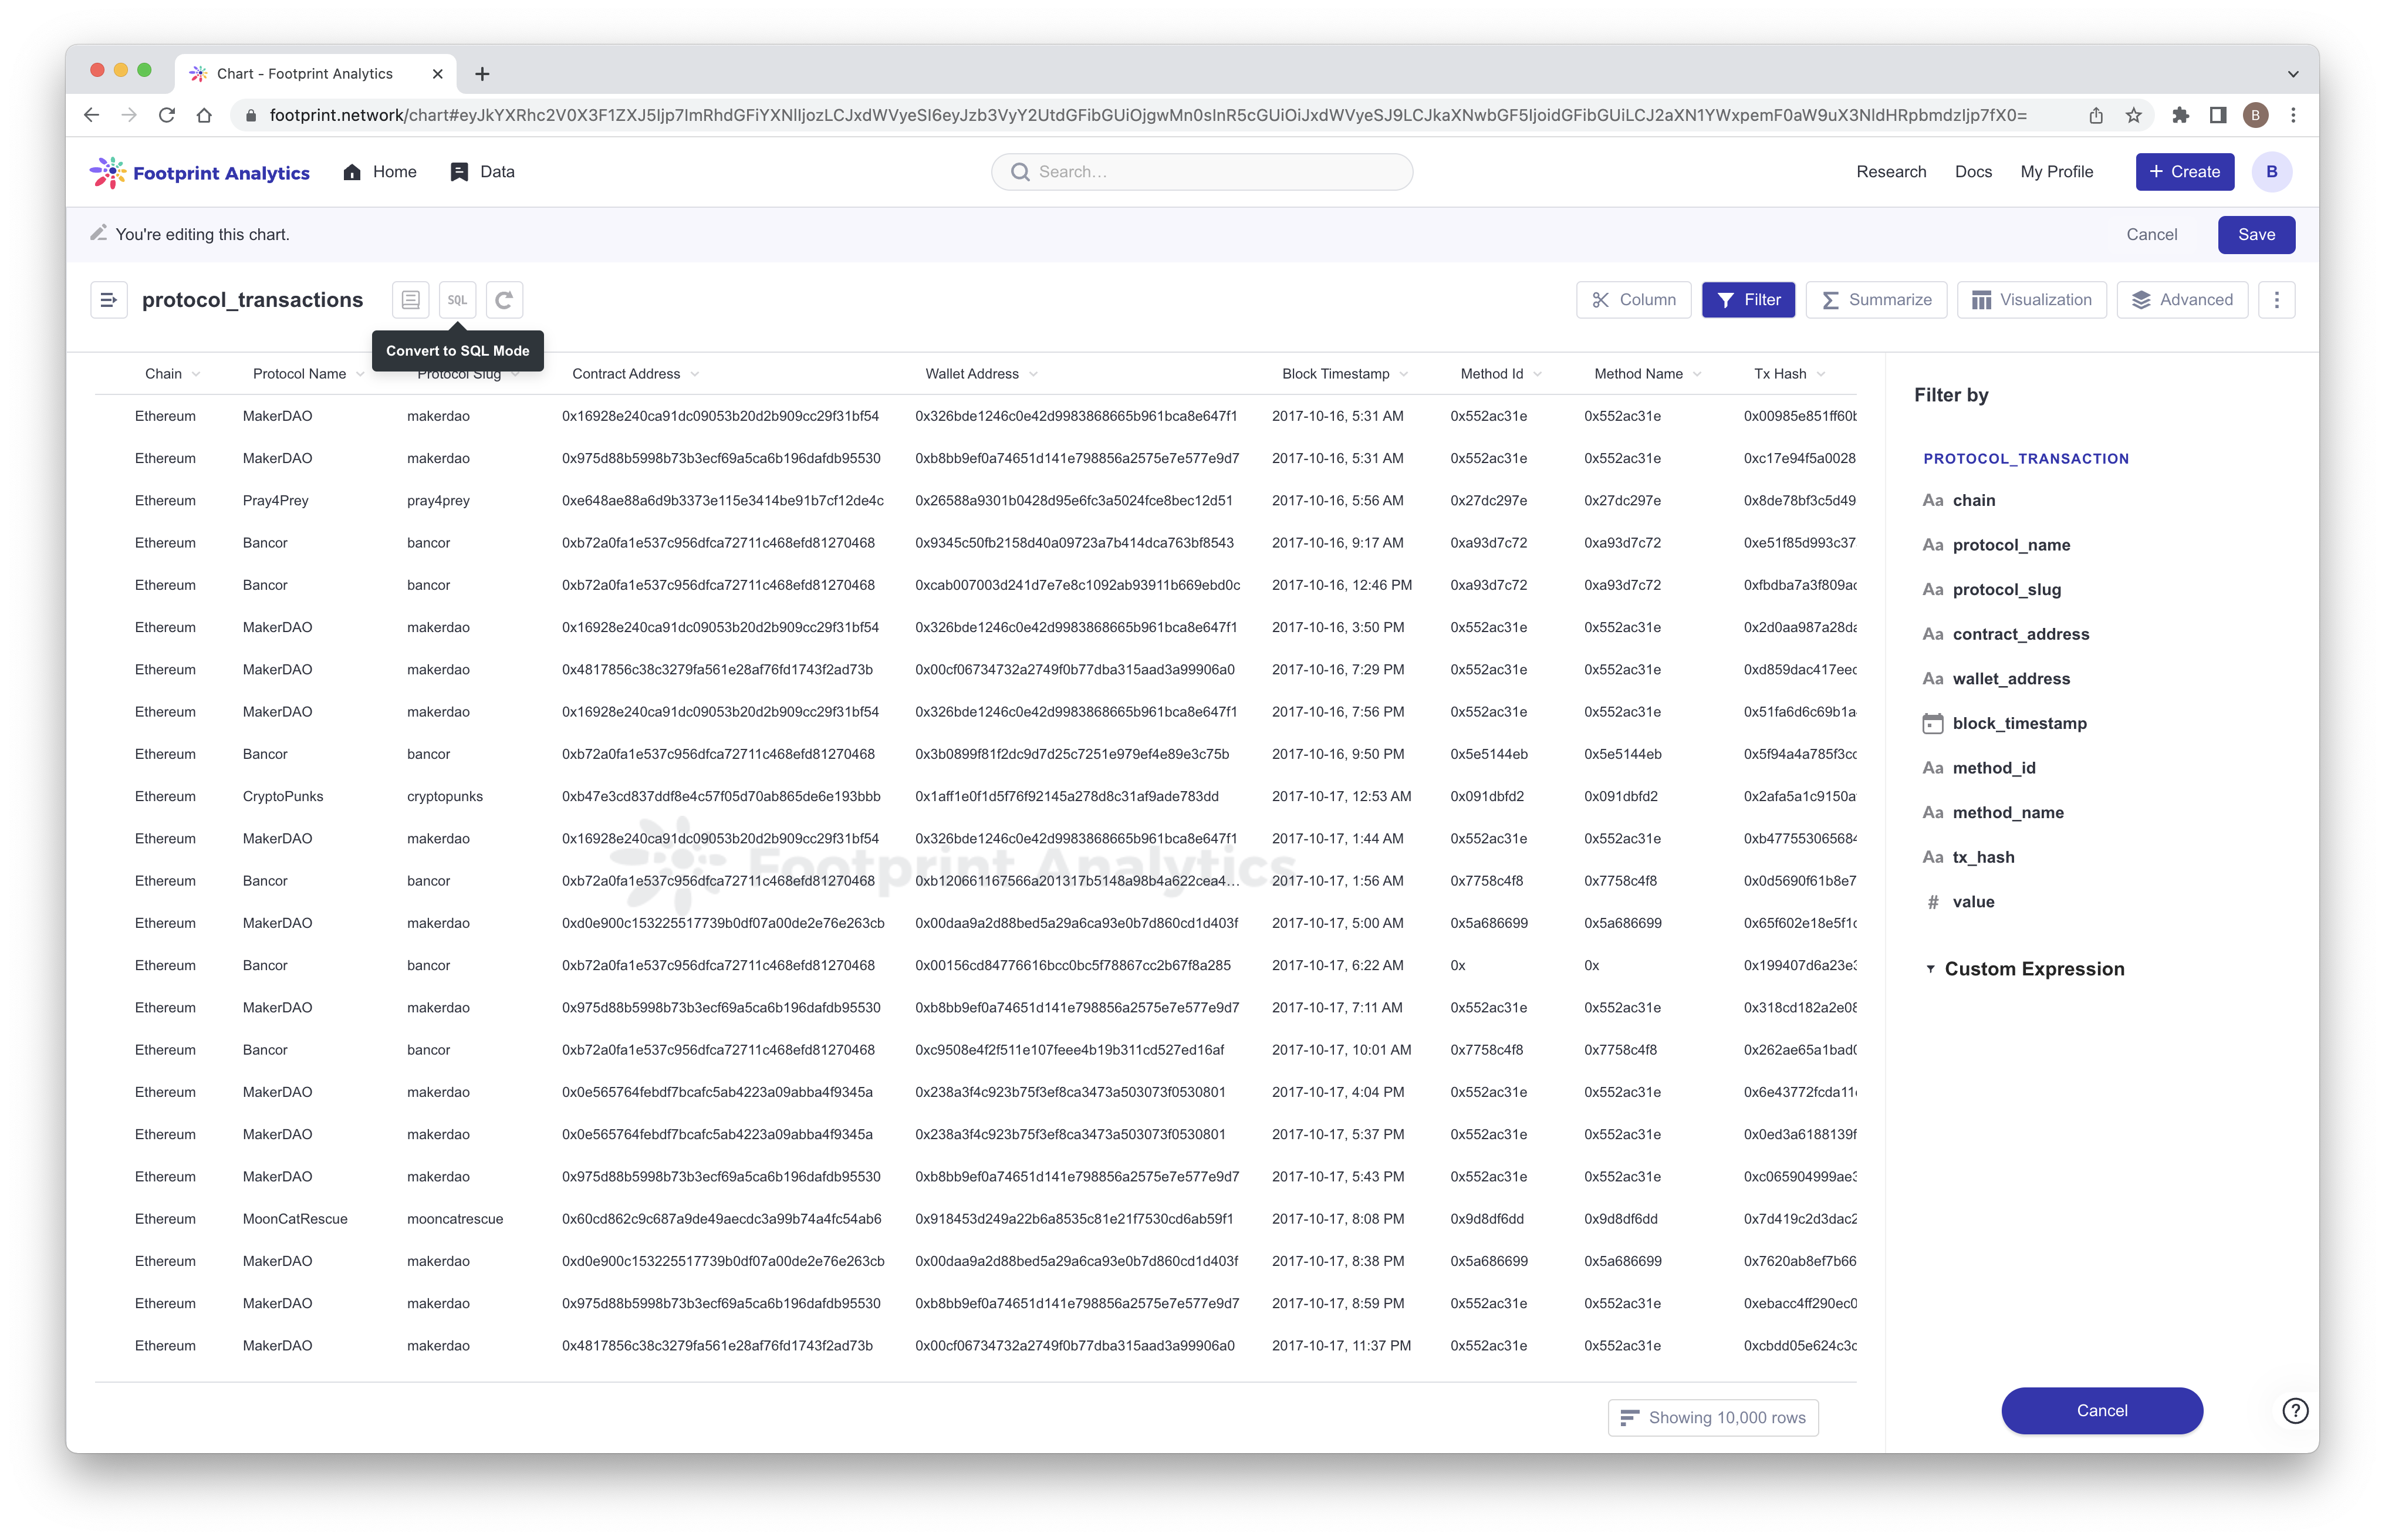 Chart - Footprint Analytics
footprint.network/chart#eyJkYXRhc2V0X3F1ZXJ5Ijp7ImRhdGFiYXNlIjozLCJxdWVyeSI6eyJzb3VyY2UtdGFibGUiOjgwMn0sInR5cGUiOiJxdWVyeSJ9LCJkaXNwbGF5IjoidGFibGUiLCJ2aXN1YWxpemF0aW9uX3NldHRpbmdzIjp7fX0=
B
Footprint Analytics
Home
Data
Search...
Research
Docs
My Profile
+ Create
B
You're editing this chart.
Cancel
Save
protocol_transactions
SQL
Column
Filter
Summarize
Visualization
Advanced
Convert to SQL Mode
Chain Protocol Name Protocol Slug Contract Address Wallet Address Block Timestamp Method Id Method Name Tx Hash
Ethereum MakerDAO makerdao 0x16928e240ca91dc09053b20d2b909cc29f31bf54 0x326bde1246c0e42d9983868665b961bca8e647f1 2017-10-16, 5:31 AM 0x552ac31e 0x552ac31e 0x00985e851ff60b
Ethereum MakerDAO makerdao 0x975d88b5998b73b3ecf69a5ca6b196dafdb95530 0xb8bb9ef0a74651d141e798856a2575e7e577e9d7 2017-10-16, 5:31 AM 0x552ac31e 0x552ac31e 0xc17e94f5a0028
Ethereum Pray4Prey pray4prey 0xe648ae88a6d9b3373e115e3414be91b7cf12de4c 0x26588a9301b0428d95e6fc3a5024fce8bec12d51 2017-10-16, 5:56 AM 0x27dc297e 0x27dc297e 0x8de78bf3c5d49
Ethereum Bancor bancor 0xb72a0fa1e537c956dfca72711c468efd81270468 0x9345c50fb2158d40a09723a7b414dca763bf8543 2017-10-16, 9:17 AM 0xa93d7c72 0xa93d7c72 0xe51f85d993c37
Ethereum Bancor bancor 0xb72a0fa1e537c956dfca72711c468efd81270468 0xcab007003d241d7e7e8c1092ab93911b669ebd0c 2017-10-16, 12:46 PM 0xa93d7c72 0xa93d7c72 0xfbdba7a3f809ac
Ethereum MakerDAO makerdao 0x16928e240ca91dc09053b20d2b909cc29f31bf54 0x326bde1246c0e42d9983868665b961bca8e647f1 2017-10-16, 3:50 PM 0x552ac31e 0x552ac31e 0x2d0aa987a28da
Ethereum MakerDAO makerdao 0x4817856c38c3279fa561e28af76fd1743f2ad73b 0x00cf06734732a2749f0b77dba315aad3a99906a0 2017-10-16, 7:29 PM 0x552ac31e 0x552ac31e 0xd859dac417eec
Ethereum MakerDAO makerdao 0x16928e240ca91dc09053b20d2b909cc29f31bf54 0x326bde1246c0e42d9983868665b961bca8e647f1 2017-10-16, 7:56 PM 0x552ac31e 0x552ac31e 0x51fa6d6c69b1a
Ethereum Bancor bancor 0xb72a0fa1e537c956dfca72711c468efd81270468 0x3b0899f81f2dc9d7d25c7251e979ef4e89e3c75b 2017-10-16, 9:50 PM 0x5e5144eb 0x5e5144eb 0x5f94a4a785f3cc
Ethereum CryptoPunks cryptopunks 0xb47e3cd837ddf8e4c57f05d70ab865de6e193bbb 0x1aff1e0f1d5f76f92145a278d8c31af9ade783dd 2017-10-17, 12:53 AM 0x091dbfd2 0x091dbfd2 0x2afa5a1c9150a
Ethereum MakerDAO makerdao 0x16928e240ca91dc09053b20d2b909cc29f31bf54 0x326bde1246c0e42d9983868665b961bca8e647f1 2017-10-17, 1:44 AM 0x552ac31e 0x552ac31e 0xb477553065684
Footprint Analytics
Ethereum Bancor bancor 0xb72a0fa1e537c956dfca72711c468efd81270468 0xb120661167566a201317b5148a98b4a622cea4... 2017-10-17, 1:56 AM 0x7758c4f8 0x7758c4f8 0x0d5690f61b8e7
Ethereum MakerDAO makerdao 0xd0e900c153225517739b0df07a00de2e76e263cb 0x00daa9a2d88bed5a29a6ca93e0b7d860cd1d403f 2017-10-17, 5:00 AM 0x5a686699 0x5a686699 0x65f602e18e5f1c
Ethereum Bancor bancor 0xb72a0fa1e537c956dfca72711c468efd81270468 0x00156cd84776616bcc0bc5f78867cc2b67f8a285 2017-10-17, 6:22 AM 0x 0x 0x199407d6a23e3
Ethereum MakerDAO makerdao 0x975d88b5998b73b3ecf69a5ca6b196dafdb95530 0xb8bb9ef0a74651d141e798856a2575e7e577e9d7 2017-10-17, 7:11 AM 0x552ac31e 0x552ac31e 0x318cd182a2e08
Ethereum Bancor bancor 0xb72a0fa1e537c956dfca72711c468efd81270468 0xc9508e4f2f511e107feee4b19b311cd527ed16af 2017-10-17, 10:01 AM 0x7758c4f8 0x7758c4f8 0x262ae65a1bad0
Ethereum MakerDAO makerdao 0x0e565764febdf7bcafc5ab4223a09abba4f9345a 0x238a3f4c923b75f3ef8ca3473a503073f0530801 2017-10-17, 4:04 PM 0x552ac31e 0x552ac31e 0x6e43772fcda11
Ethereum MakerDAO makerdao 0x0e565764febdf7bcafc5ab4223a09abba4f9345a 0x238a3f4c923b75f3ef8ca3473a503073f0530801 2017-10-17, 5:37 PM 0x552ac31e 0x552ac31e 0x0ed3a6188139f
Ethereum MakerDAO makerdao 0x975d88b5998b73b3ecf69a5ca6b196dafdb95530 0xb8bb9ef0a74651d141e798856a2575e7e577e9d7 2017-10-17, 5:43 PM 0x552ac31e 0x552ac31e 0xc065904999ae3
Ethereum MoonCatRescue mooncatrescue 0x60cd862c9c687a9de49aecdc3a99b74a4fc54ab6 0x918453d249a22b6a8535c81e21f7530cd6ab59f1 2017-10-17, 8:08 PM 0x9d8df6dd 0x9d8df6dd 0x7d419c2d3dac2
Ethereum MakerDAO makerdao 0xd0e900c153225517739b0df07a00de2e76e263cb 0x00daa9a2d88bed5a29a6ca93e0b7d860cd1d403f 2017-10-17, 8:38 PM 0x5a686699 0x5a686699 0x7620ab8ef7b66
Ethereum MakerDAO makerdao 0x975d88b5998b73b3ecf69a5ca6b196dafdb95530 0xb8bb9ef0a74651d141e798856a2575e7e577e9d7 2017-10-17, 8:59 PM 0x552ac31e 0x552ac31e 0xebacc4ff290ec0
Ethereum MakerDAO makerdao 0x4817856c38c3279fa561e28af76fd1743f2ad73b 0x00cf06734732a2749f0b77dba315aad3a99906a0 2017-10-17, 11:37 PM 0x552ac31e 0x552ac31e 0xcbdd05e624c3c
Showing 10,000 rows
Filter by
PROTOCOL_TRANSACTION
Aa chain
Aa protocol_name
Aa protocol_slug
Aa contract_address
Aa wallet_address
block_timestamp
Aa method_id
Aa method_name
Aa tx_hash
# value
Custom Expression
Cancel
?